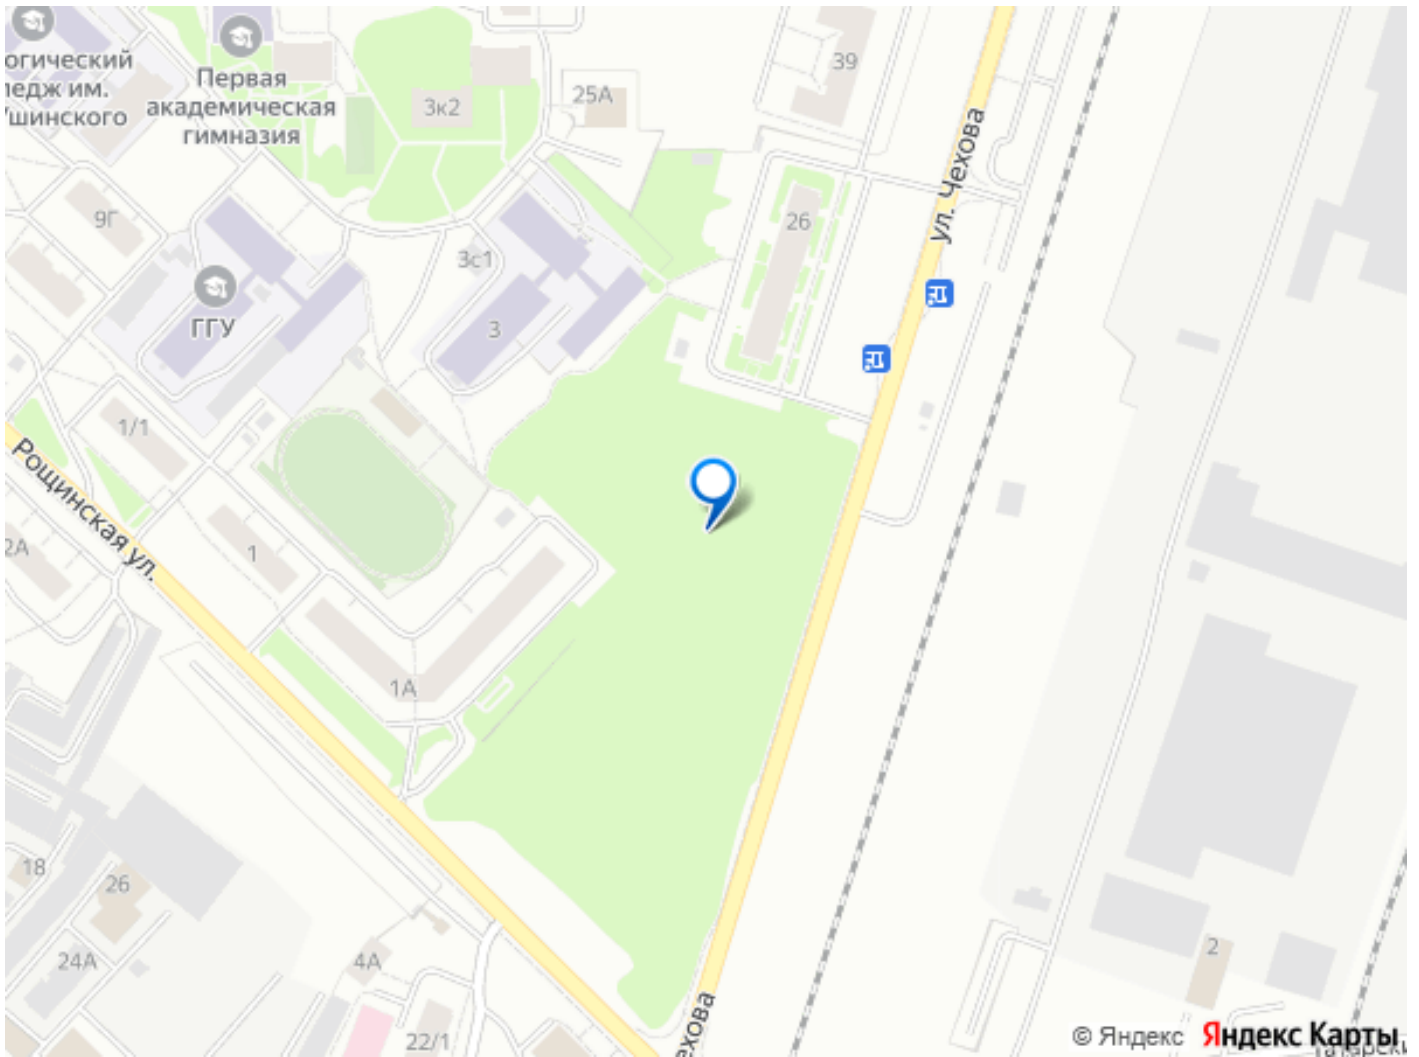 огический
ледж им.
Ушинского
Первая
академическая
гимназия
3к2
25А
39
26
9Г
3с1
3
ГГУ
ул. Чехова
1/1
Рощинская ул.
2А
1
1А
18
26
24А
4А
22/1
ехова
2
© Яндекс Яндекс Карты